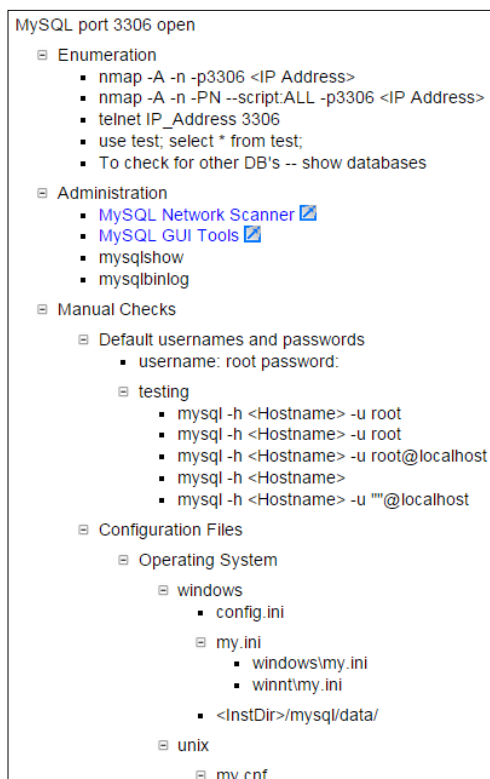 MySQL port 3306 open
Enumeration
nmap -A -n -p3306 <IP Address>
nmap -A -n -PN --script:ALL -p3306 <IP Address>
telnet IP_Address 3306
use test; select * from test;
To check for other DB's -- show databases
Administration
MySQL Network Scanner
MySQL GUI Tools
mysqlshow
mysqlbinlog
Manual Checks
Default usernames and passwords
username: root password:
testing
mysql -h <Hostname> -u root
mysql -h <Hostname> -u root
mysql -h <Hostname> -u root@localhost
mysql -h <Hostname>
mysql -h <Hostname> -u ""@localhost
Configuration Files
Operating System
windows
config.ini
my.ini
windows\my.ini
winnt\my.ini
<InstDir>/mysql/data/
unix
my.cnf